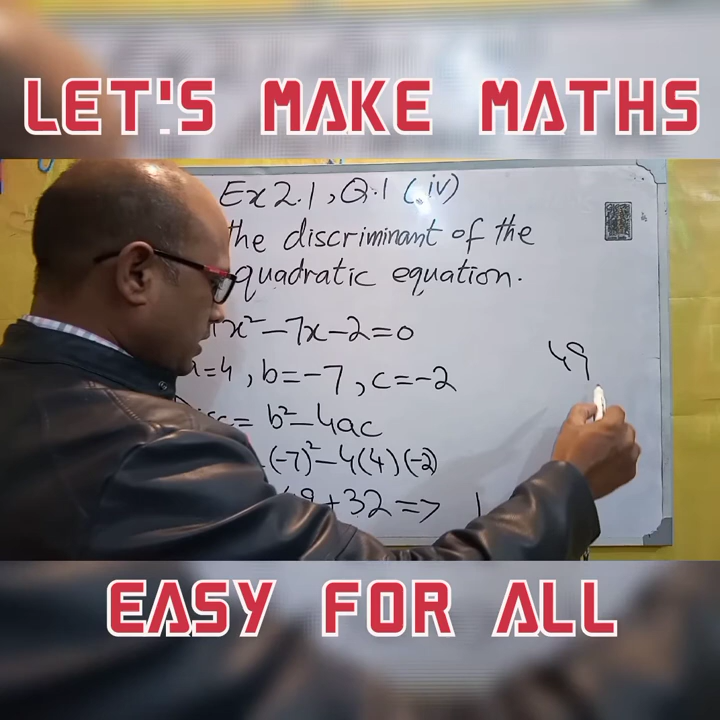 LET'S MAKE MATHS
Ex 2.1, Q.1 (iv)
the discriminant of the
quadratic equation.
x²-7x-2=0
a=4, b=-7, c=-2
= b²-4ac
(-7)²-4(4)(-2)
49+32 =>
49
EASY FOR ALL